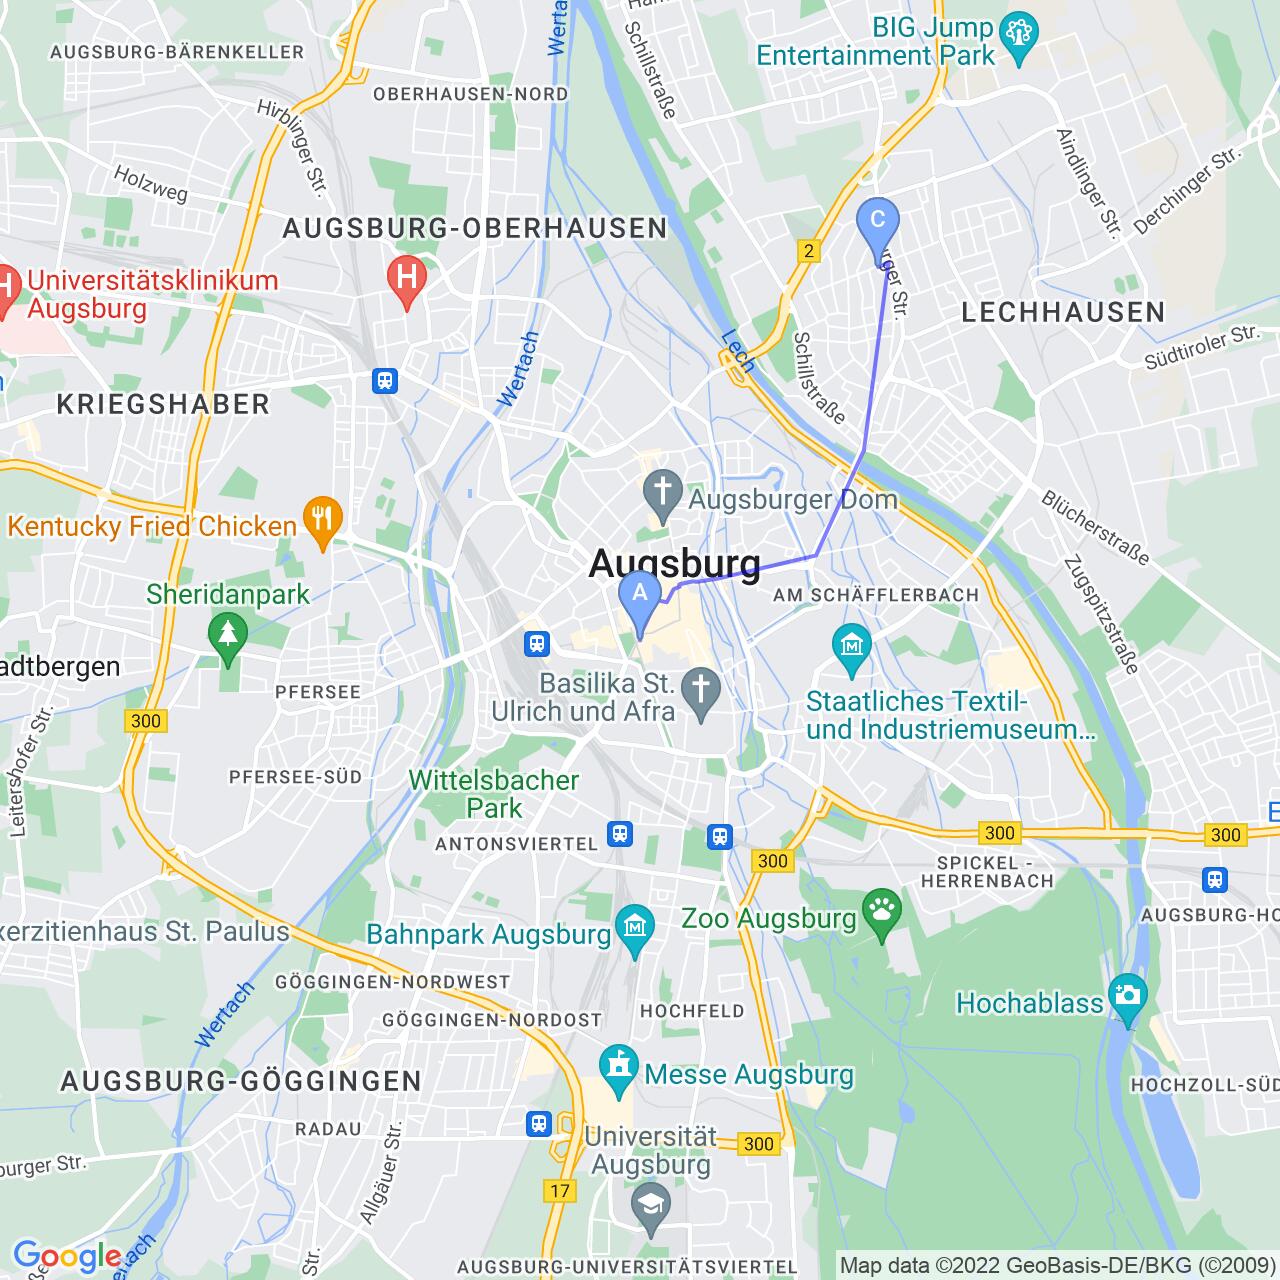 BIG Jump
Entertainment Park
AUGSBURG-BÄRENKELLER
OBERHAUSEN-NORD
Hirblinger Str.
Holzweg
Schillstraße
Aindlinger Str.
Derchinger Str.
AUGSBURG-OBERHAUSEN
C
2
Universitätsklinikum
Augsburg
H
H
LECHHAUSEN
Südtiroler Str.
Lech
Schillstraße
Wertach
KRIEGSHABER
Augsburger Dom
Kentucky Fried Chicken
Blücherstraße
Zugspitzstraße
Augsburg
A
AM SCHÄFFLERBACH
Sheridanpark
adtbergen
PFERSEE
Basilika St.
Ulrich und Afra
Staatliches Textil-
und Industriemuseum...
300
Leitershofer Str.
PFERSEE-SÜD
Wittelsbacher
Park
ANTONSVIERTEL
300
300
300
SPICKEL -
HERRENBACH
Zoo Augsburg
AUGSBURG-HO
xerzitienhaus St. Paulus
Bahnpark Augsburg
GÖGGINGEN-NORDWEST
Wertach
GÖGGINGEN-NORDOST
HOCHFELD
Hochablass
AUGSBURG-GÖGGINGEN
Messe Augsburg
HOCHZOLL-SÜD
RADAU
Universität
Augsburg
300
burger Str.
Allgäuer Str.
17
Google
Str.
AUGSBURG-UNIVERSITÄTSVIERTEL
Map data ©2022 GeoBasis-DE/BKG (©2009)